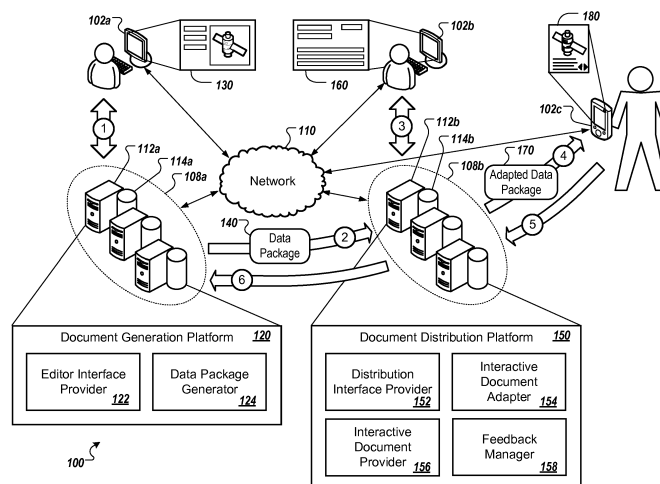 102a
130
160
102b
180
102c
1
112a
114a
108a
110
Network
3
112b
114b
108b
170
Adapted Data
Package
4
5
140
Data
Package
2
6
Document Generation Platform 120
Editor Interface
Provider
122
Data Package
Generator
124
Document Distribution Platform 150
Distribution
Interface Provider
152
Interactive
Document
Adapter
154
Interactive
Document
Provider
156
Feedback
Manager
158
100